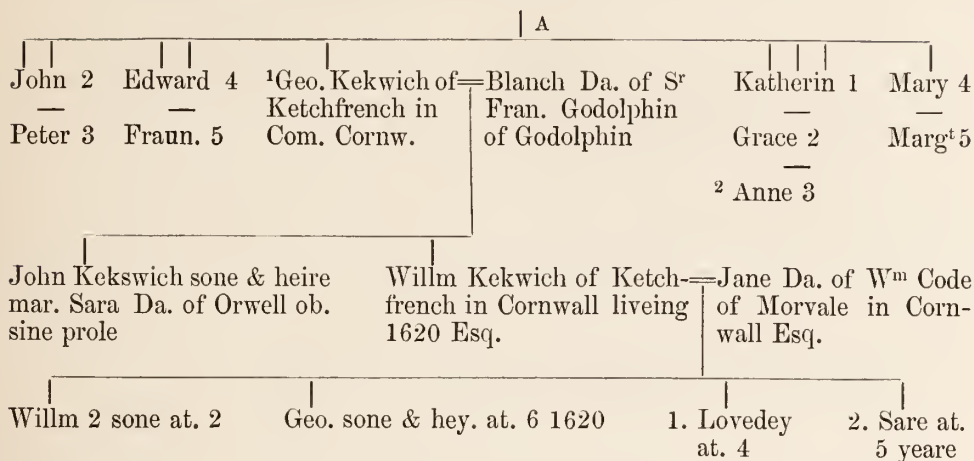 A
John 2
—
Peter 3
Edward 4
—
Fraun. 5
¹Geo. Kekwich of
Ketchfrench in
Com. Cornw.
=Blanch Da. of Sʳ
Fran. Godolphin
of Godolphin
Katherin 1
—
Grace 2
—
² Anne 3
Mary 4
—
Margᵗ 5
John Kekswich sone & heire
mar. Sara Da. of Orwell ob.
sine prole
Willm Kekwich of Ketch-
french in Cornwall liveing
1620 Esq.
=Jane Da. of Wᵐ Code
of Morvale in Corn-
wall Esq.
Willm 2 sone at. 2
Geo. sone & hey. at. 6 1620
1. Lovedey
at. 4
2. Sare at.
5 yeare